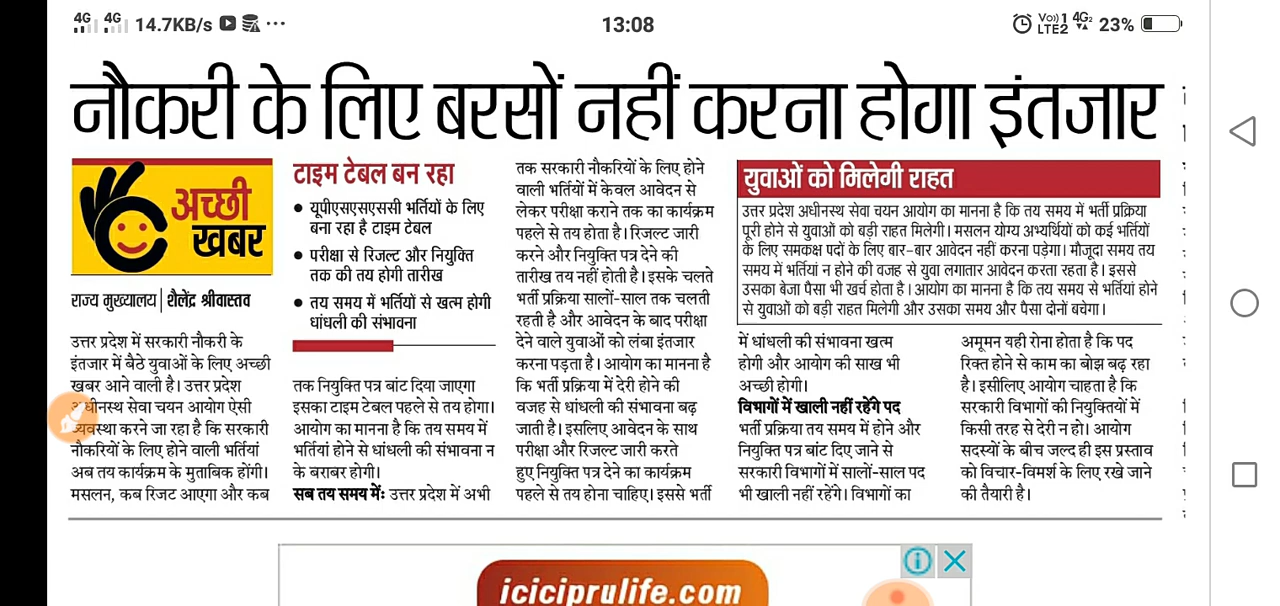 4G 4G 14.7KB/s
13:08
Vo) 1 4G2
LTE2
23%
नौकरी के लिए बरसों नहीं करना होगा इंतजार
अच्छी
खबर
राज्य मुख्यालय | शैलेंद्र श्रीवास्तव
उत्तर प्रदेश में सरकारी नौकरी के
इंतजार में बैठे युवाओं के लिए अच्छी
खबर आने वाली है। उत्तर प्रदेश
अधीनस्थ सेवा चयन आयोग ऐसी
व्यवस्था करने जा रहा है कि सरकारी
नौकरियों के लिए होने वाली भर्तियां
अब तय कार्यक्रम के मुताबिक होंगी।
मसलन, कब रिजट आएगा और कब
टाइम टेबल बन रहा
● यूपीएसएसएससी भर्तियों के लिए
बना रहा है टाइम टेबल
● परीक्षा से रिजल्ट और नियुक्ति
तक की तय होगी तारीख
● तय समय में भर्तियों से खत्म होगी
धांधली की संभावना
तक नियुक्ति पत्र बांट दिया जाएगा
इसका टाइम टेबल पहले से तय होगा।
आयोग का मानना है कि तय समय में
भर्तियां होने से धांधली की संभावना न
के बराबर होगी।
सब तय समय में: उत्तर प्रदेश में अभी
तक सरकारी नौकरियों के लिए होने
वाली भर्तियों में केवल आवेदन से
लेकर परीक्षा कराने तक का कार्यक्रम
पहले से तय होता है। रिजल्ट जारी
करने और नियुक्ति पत्र देने की
तारीख तय नहीं होती है। इसके चलते
भर्ती प्रक्रिया सालों-साल तक चलती
रहती है और आवेदन के बाद परीक्षा
देने वाले युवाओं को लंबा इंतजार
करना पड़ता है। आयोग का मानना है
कि भर्ती प्रक्रिया में देरी होने की
वजह से धांधली की संभावना बढ़
जाती है। इसलिए आवेदन के साथ
परीक्षा और रिजल्ट जारी करते
हुए नियुक्ति पत्र देने का कार्यक्रम
पहले से तय होना चाहिए। इससे भर्ती
युवाओं को मिलेगी राहत
उत्तर प्रदेश अधीनस्थ सेवा चयन आयोग का मानना है कि तय समय में भर्ती प्रक्रिया
पूरी होने से युवाओं को बड़ी राहत मिलेगी। मसलन योग्य अभ्यर्थियों को कई भर्तियों
के लिए समकक्ष पदों के लिए बार-बार आवेदन नहीं करना पड़ेगा। मौजूदा समय तय
समय में भर्तियां न होने की वजह से युवा लगातार आवेदन करता रहता है। इससे
उसका बेजा पैसा भी खर्च होता है। आयोग का मानना है कि तय समय से भर्तियां होने
से युवाओं को बड़ी राहत मिलेगी और उसका समय और पैसा दोनों बचेगा।
में धांधली की संभावना खत्म
होगी और आयोग की साख भी
अच्छी होगी।
विभागों में खाली नहीं रहेंगे पद
भर्ती प्रक्रिया तय समय में होने और
नियुक्ति पत्र बांट दिए जाने से
सरकारी विभागों में सालों-साल पद
भी खाली नहीं रहेंगे। विभागों का
अमूमन यही रोना होता है कि पद
रिक्त होने से काम का बोझ बढ़ रहा
है। इसीलिए आयोग चाहता है कि
सरकारी विभागों की नियुक्तियों में
किसी तरह से देरी न हो। आयोग
सदस्यों के बीच जल्द ही इस प्रस्ताव
को विचार-विमर्श के लिए रखे जाने
की तैयारी है।
iciciprulife.com